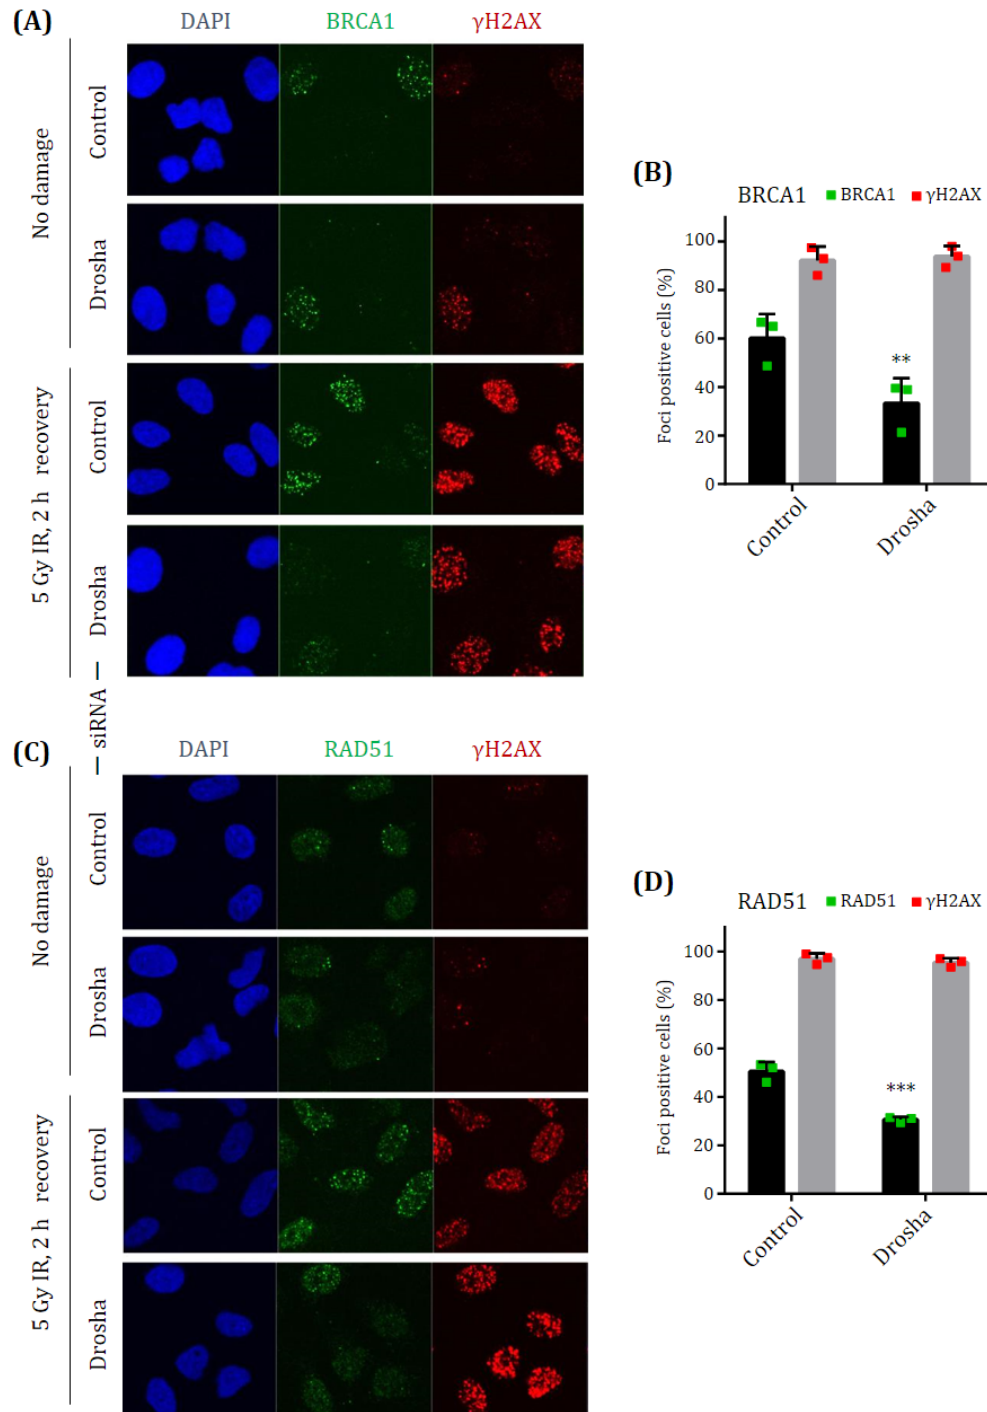 (A)
DAPI BRCA1 γH2AX
No damage
Control
Drosha
5 Gy IR, 2 h recovery
Control
Drosha
(B)
BRCA1 BRCA1 γH2AX
Foci positive cells (%)
100
80
60
40
20
0
**
Control Drosha
— siRNA —
(C)
DAPI RAD51 γH2AX
No damage
Control
Drosha
5 Gy IR, 2 h recovery
Control
Drosha
(D)
RAD51 RAD51 γH2AX
Foci positive cells (%)
100
80
60
40
20
0
***
Control Drosha